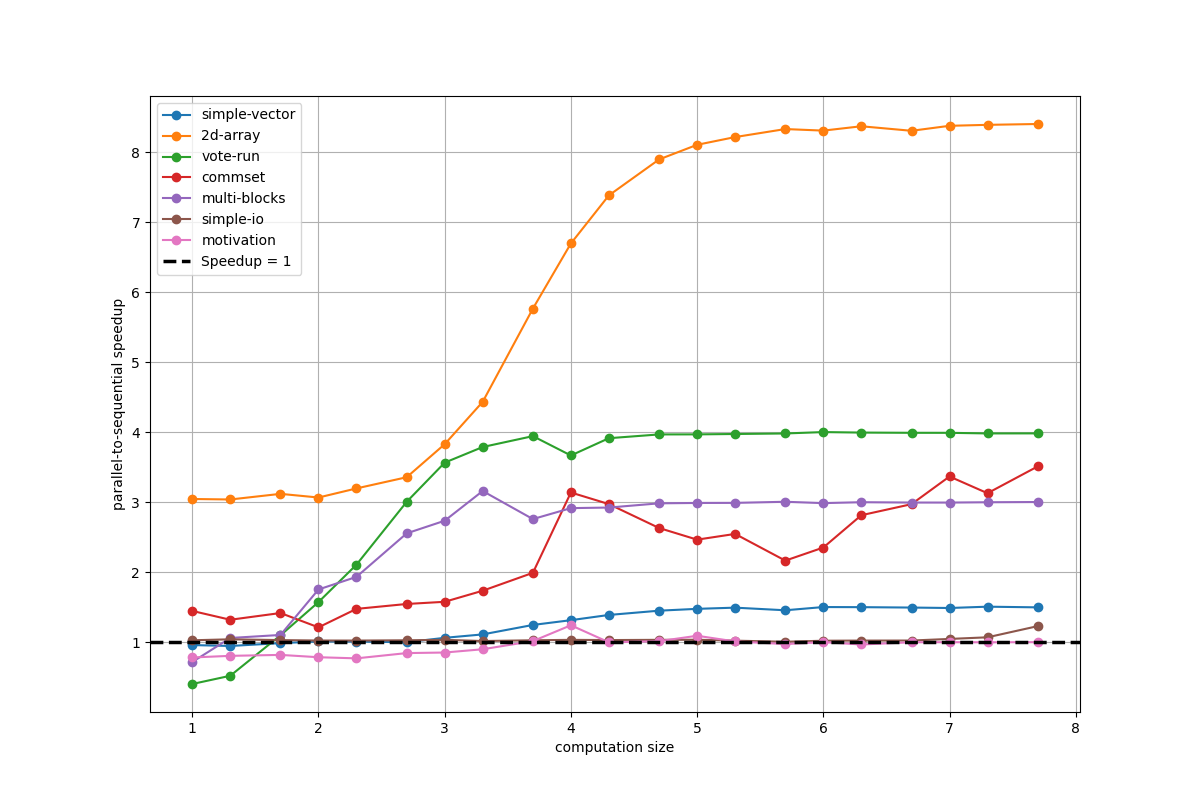 simple-vector
2d-array
vote-run
commset
multi-blocks
simple-io
motivation
Speedup = 1
parallel-to-sequential speedup
8
7
6
5
4
3
2
1
1 2 3 4 5 6 7 8
computation size